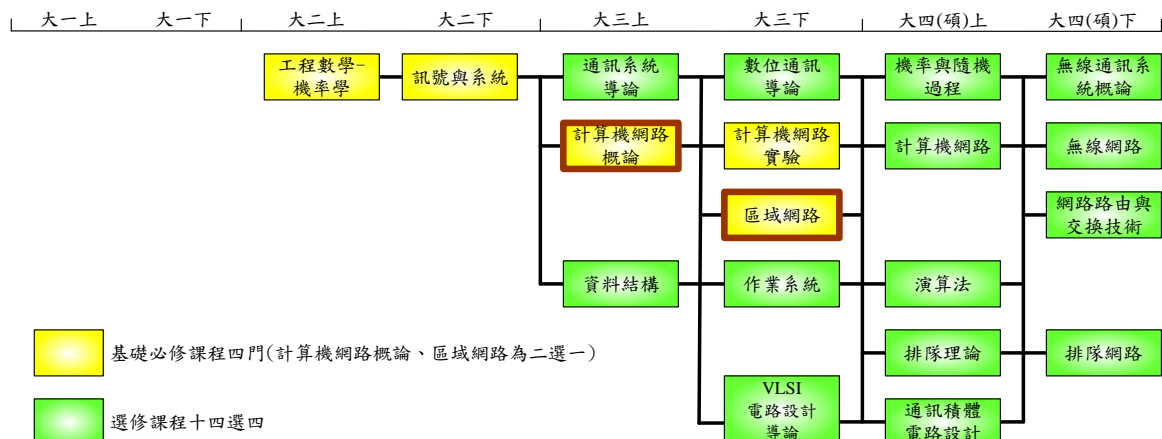 大一上 大一下 大二上 大二下 大三上 大三下 大四(碩)上 大四(碩)下
工程數學-
機率學
訊號與系統
通訊系統
導論
數位通訊
導論
機率與隨機
過程
無線通訊系
統概論
計算機網路
概論
計算機網路
實驗
計算機網路
無線網路
區域網路
網路路由與
交換技術
資料結構
作業系統
演算法
基礎必修課程四門(計算機網路概論、區域網路為二選一)
排隊理論
排隊網路
選修課程十四選四
VLSI
電路設計
導論
通訊積體
電路設計